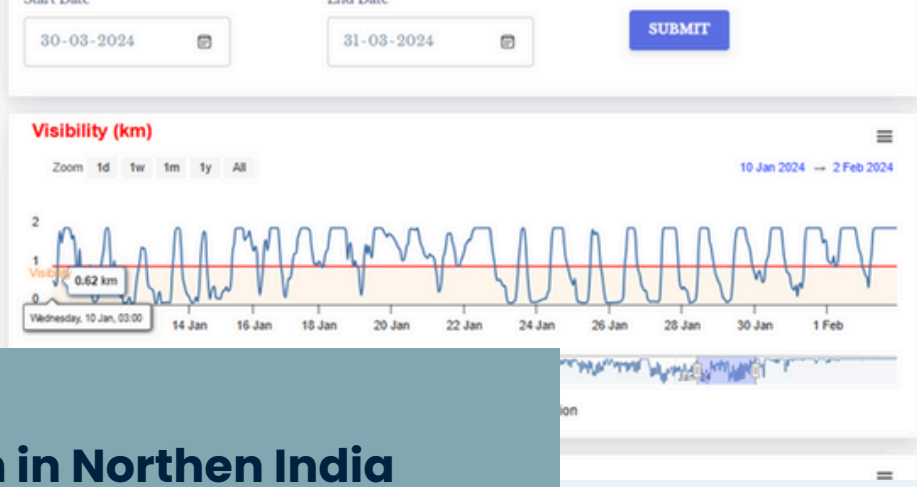 Start Date End Date
30-03-2024 31-03-2024 SUBMIT
Visibility (km)
Zoom 1d 1w 1m 1y All 10 Jan 2024 → 2 Feb 2024
2
1
0.62 km
0
Wednesday, 10 Jan, 03:00
14 Jan 16 Jan 18 Jan 20 Jan 22 Jan 24 Jan 26 Jan 28 Jan 30 Jan 1 Feb
in Northen India